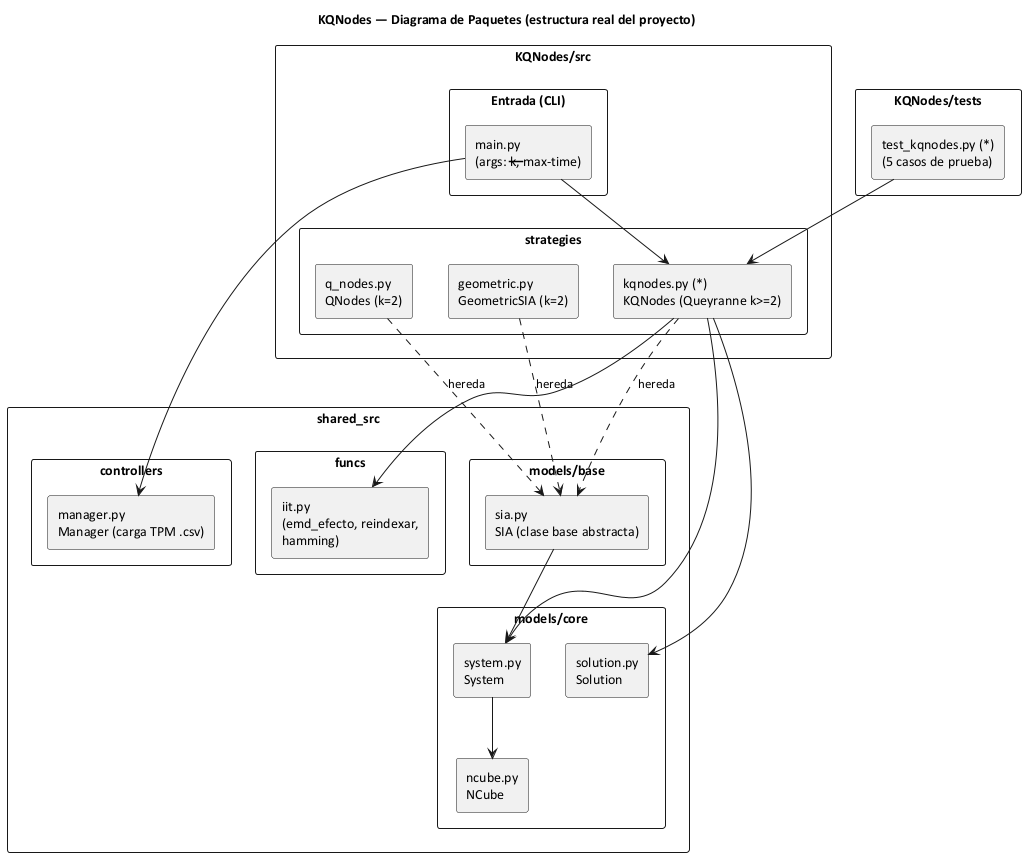 KQNodes — Diagrama de Paquetes (estructura real del proyecto)
KQNodes/src
Entrada (CLI)
main.py
(args: k, max-time)
KQNodes/tests
test_kqnodes.py (*)
(5 casos de prueba)
strategies
q_nodes.py
QNodes (k=2)
geometric.py
GeometricSIA (k=2)
kqnodes.py (*)
KQNodes (Queyranne k>=2)
hereda
hereda
hereda
shared_src
controllers
manager.py
Manager (carga TPM .csv)
funcs
iit.py
(emd_efecto, reindexar,
hamming)
models/base
sia.py
SIA (clase base abstracta)
models/core
system.py
System
solution.py
Solution
ncube.py
NCube